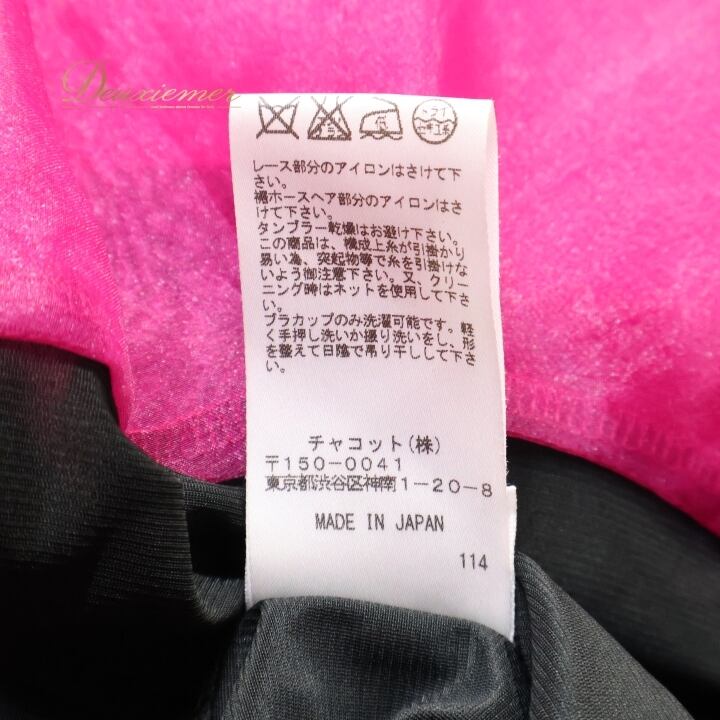 Deuxiemer
ドライ
セキユ系
レース部分のアイロンはさけて下
さい。
裾ホースヘア部分のアイロンはさ
けて下さい。
タンブラー乾燥はお避け下さい。
この商品は、構成上糸が引掛かり
易い為、突起物等で糸を引掛けな
いよう御注意下さい。又、クリー
ニング時はネットを使用して下さ
い。
ブラカップのみ洗濯可能です。軽
く手押し洗いか振り洗いをし、形
を整えて日陰で吊り干しして下さ
い。
チャコット(株)
〒150-0041
東京都渋谷区神南1-20-8
MADE IN JAPAN
114